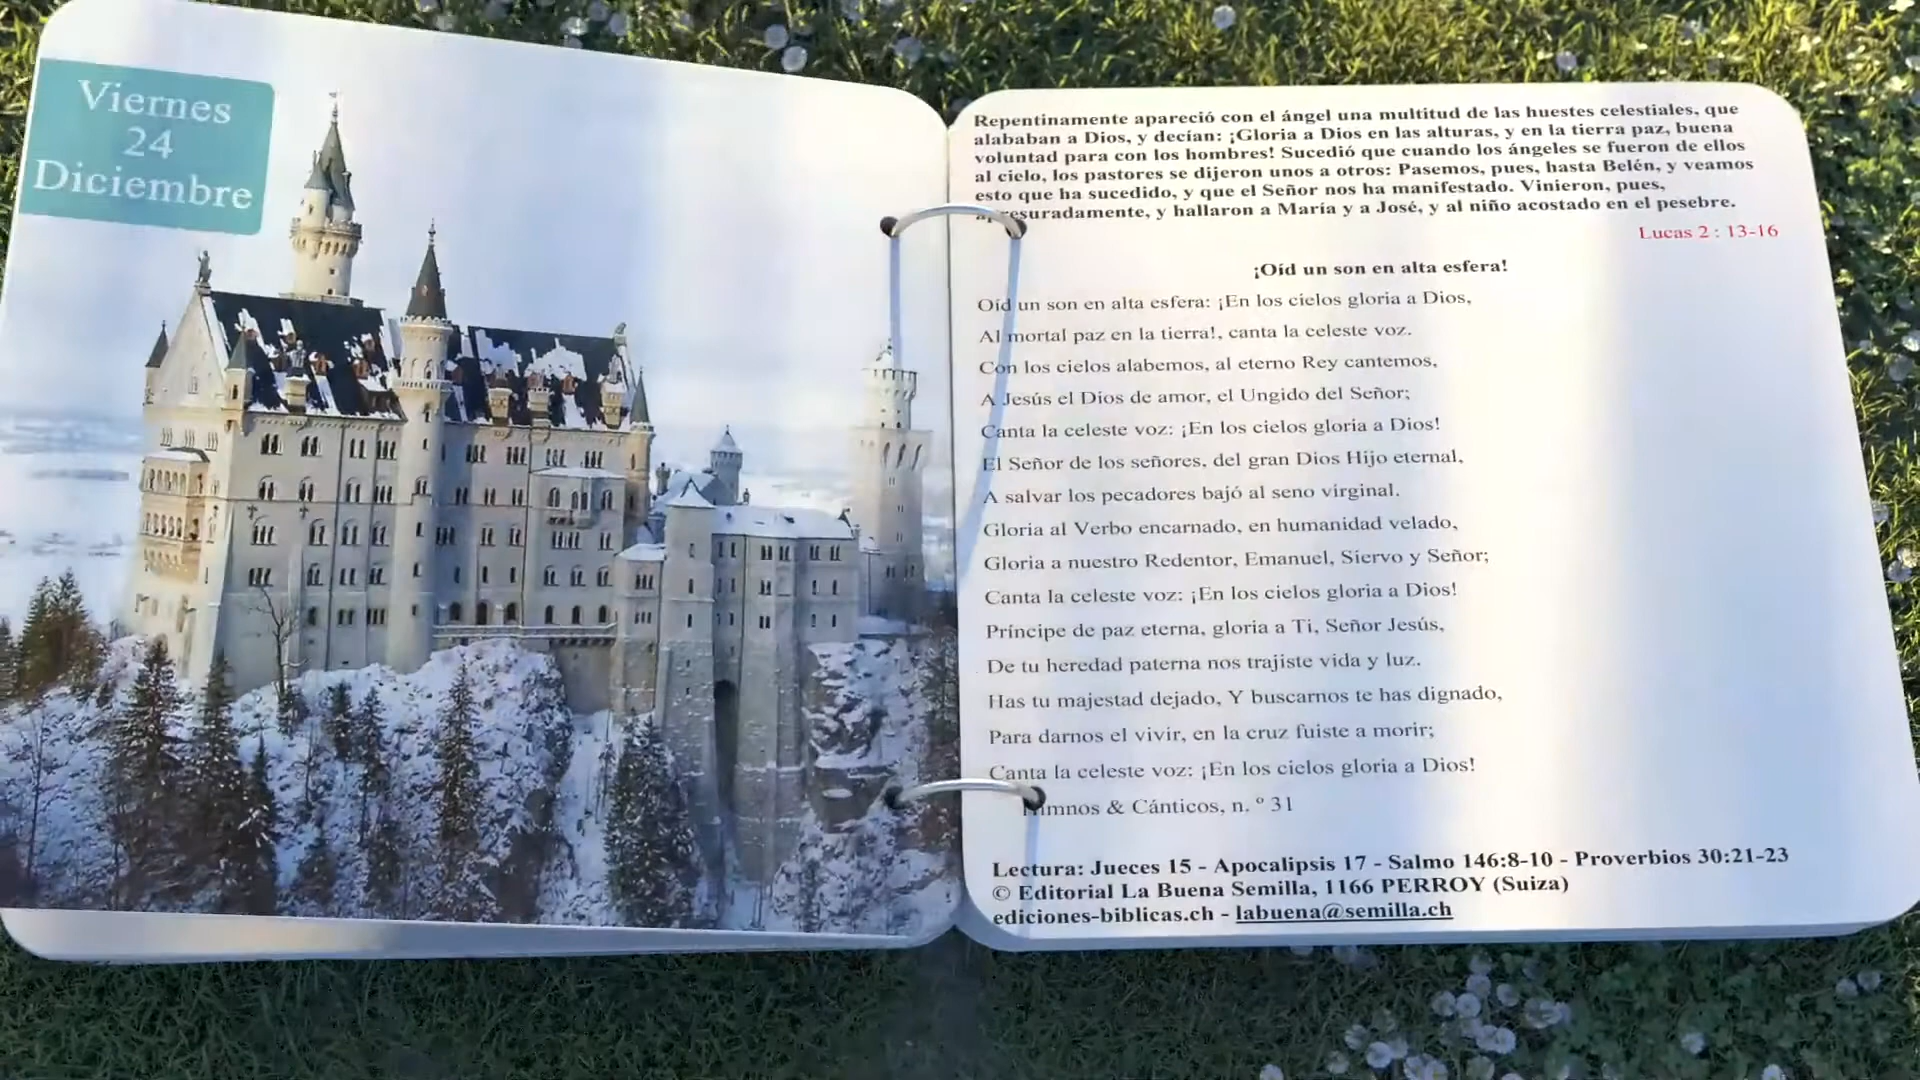 Viernes
24
Diciembre
Repentinamente apareció con el ángel una multitud de las huestes celestiales, que
alababan a Dios, y decían: ¡Gloria a Dios en las alturas, y en la tierra paz, buena
voluntad para con los hombres! Sucedió que cuando los ángeles se fueron de ellos
al cielo, los pastores se dijeron unos a otros: Pasemos, pues, hasta Belén, y veamos
esto que ha sucedido, y que el Señor nos ha manifestado. Vinieron, pues,
apresuradamente, y hallaron a María y a José, y al niño acostado en el pesebre.
Lucas 2 : 13-16
¡Oíd un son en alta esfera!
Oíd un son en alta esfera: ¡En los cielos gloria a Dios,
Al mortal paz en la tierra!, canta la celeste voz.
Con los cielos alabemos, al eterno Rey cantemos,
A Jesús el Dios de amor, el Ungido del Señor;
Canta la celeste voz: ¡En los cielos gloria a Dios!
El Señor de los señores, del gran Dios Hijo eternal,
A salvar los pecadores bajó al seno virginal.
Gloria al Verbo encarnado, en humanidad velado,
Gloria a nuestro Redentor, Emanuel, Siervo y Señor;
Canta la celeste voz: ¡En los cielos gloria a Dios!
Príncipe de paz eterna, gloria a Ti, Señor Jesús,
De tu heredad paterna nos trajiste vida y luz.
Has tu majestad dejado, Y buscarnos te has dignado,
Para darnos el vivir, en la cruz fuiste a morir;
Canta la celeste voz: ¡En los cielos gloria a Dios!
Himnos & Cánticos, n. º 31
Lectura: Jueces 15 - Apocalipsis 17 - Salmo 146:8-10 - Proverbios 30:21-23
© Editorial La Buena Semilla, 1166 PERROY (Suiza)
ediciones-biblicas.ch - labuena@semilla.ch